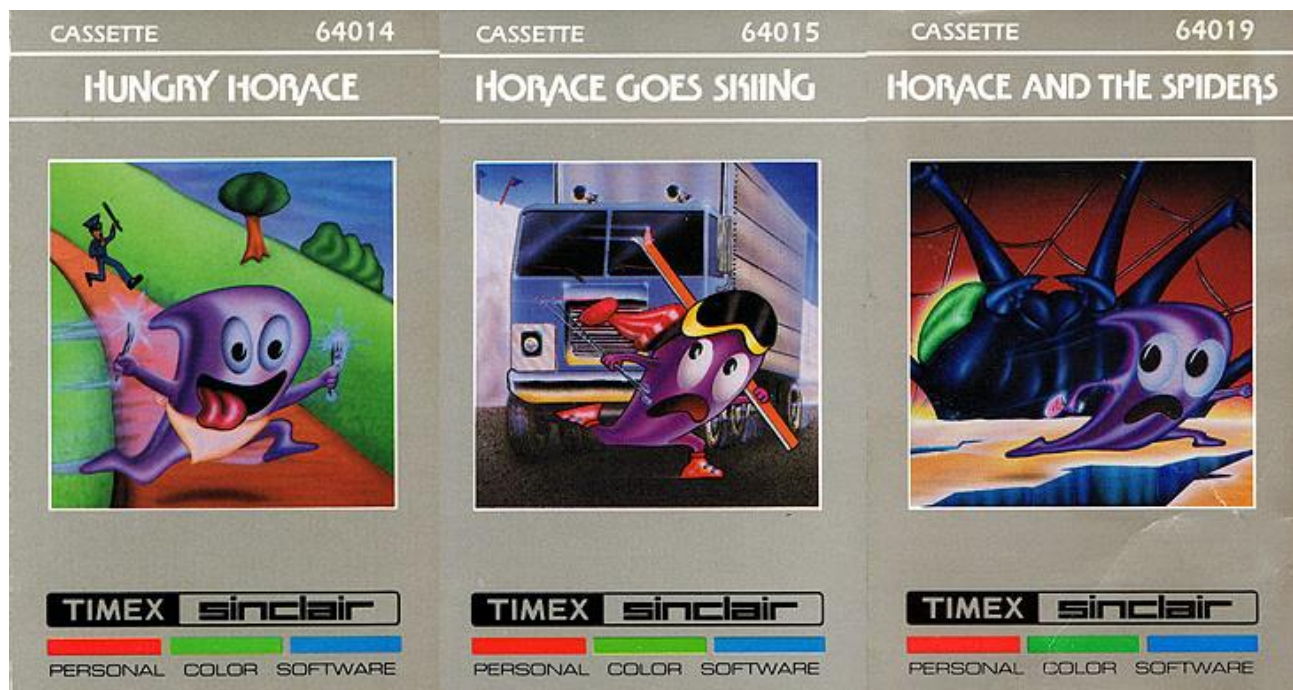 CASSETTE 64014
HUNGRY HORACE
TIMEX sinclair
PERSONAL COLOR SOFTWARE
CASSETTE 64015
HORACE GOES SKIING
TIMEX sinclair
PERSONAL COLOR SOFTWARE
CASSETTE 64019
HORACE AND THE SPIDERS
TIMEX sinclair
PERSONAL COLOR SOFTWARE